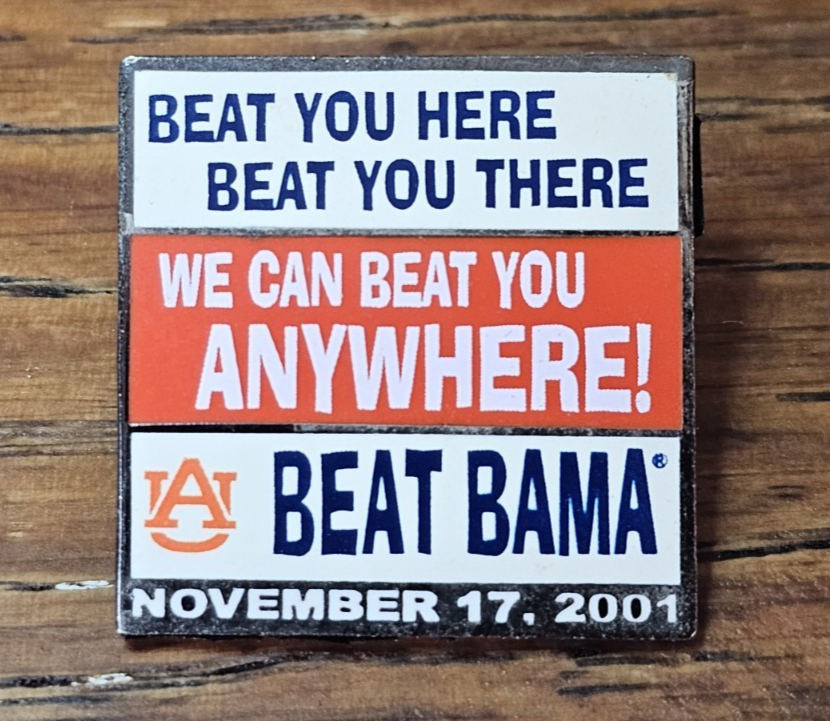 BEAT YOU HERE
BEAT YOU THERE
WE CAN BEAT YOU
ANYWHERE!
AU BEAT BAMA®
NOVEMBER 17, 2001